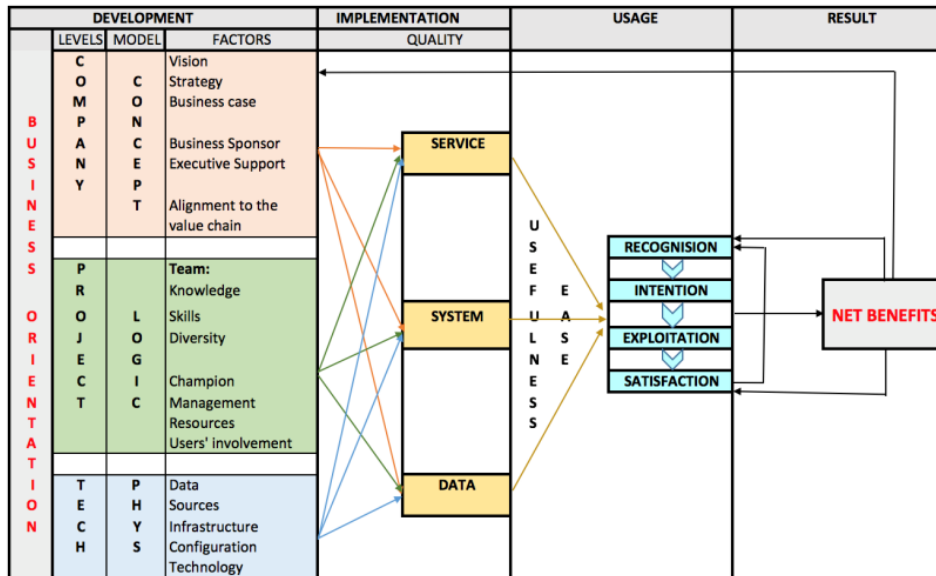 DEVELOPMENT IMPLEMENTATION USAGE RESULT
LEVELS MODEL FACTORS QUALITY
BUSINESS ORIENTATION
COMPANY
CONCEPT
Vision
Strategy
Business case
Business Sponsor
Executive Support
Alignment to the
value chain
PROJECT
LOGIC
Team:
Knowledge
Skills
Diversity
Champion
Management
Resources
Users' involvement
TECH
PHYS
Data
Sources
Infrastructure
Configuration
Technology
SERVICE
SYSTEM
DATA
USEFULNESS
EASE
RECOGNISION
INTENTION
EXPLOITATION
SATISFACTION
NET BENEFITS